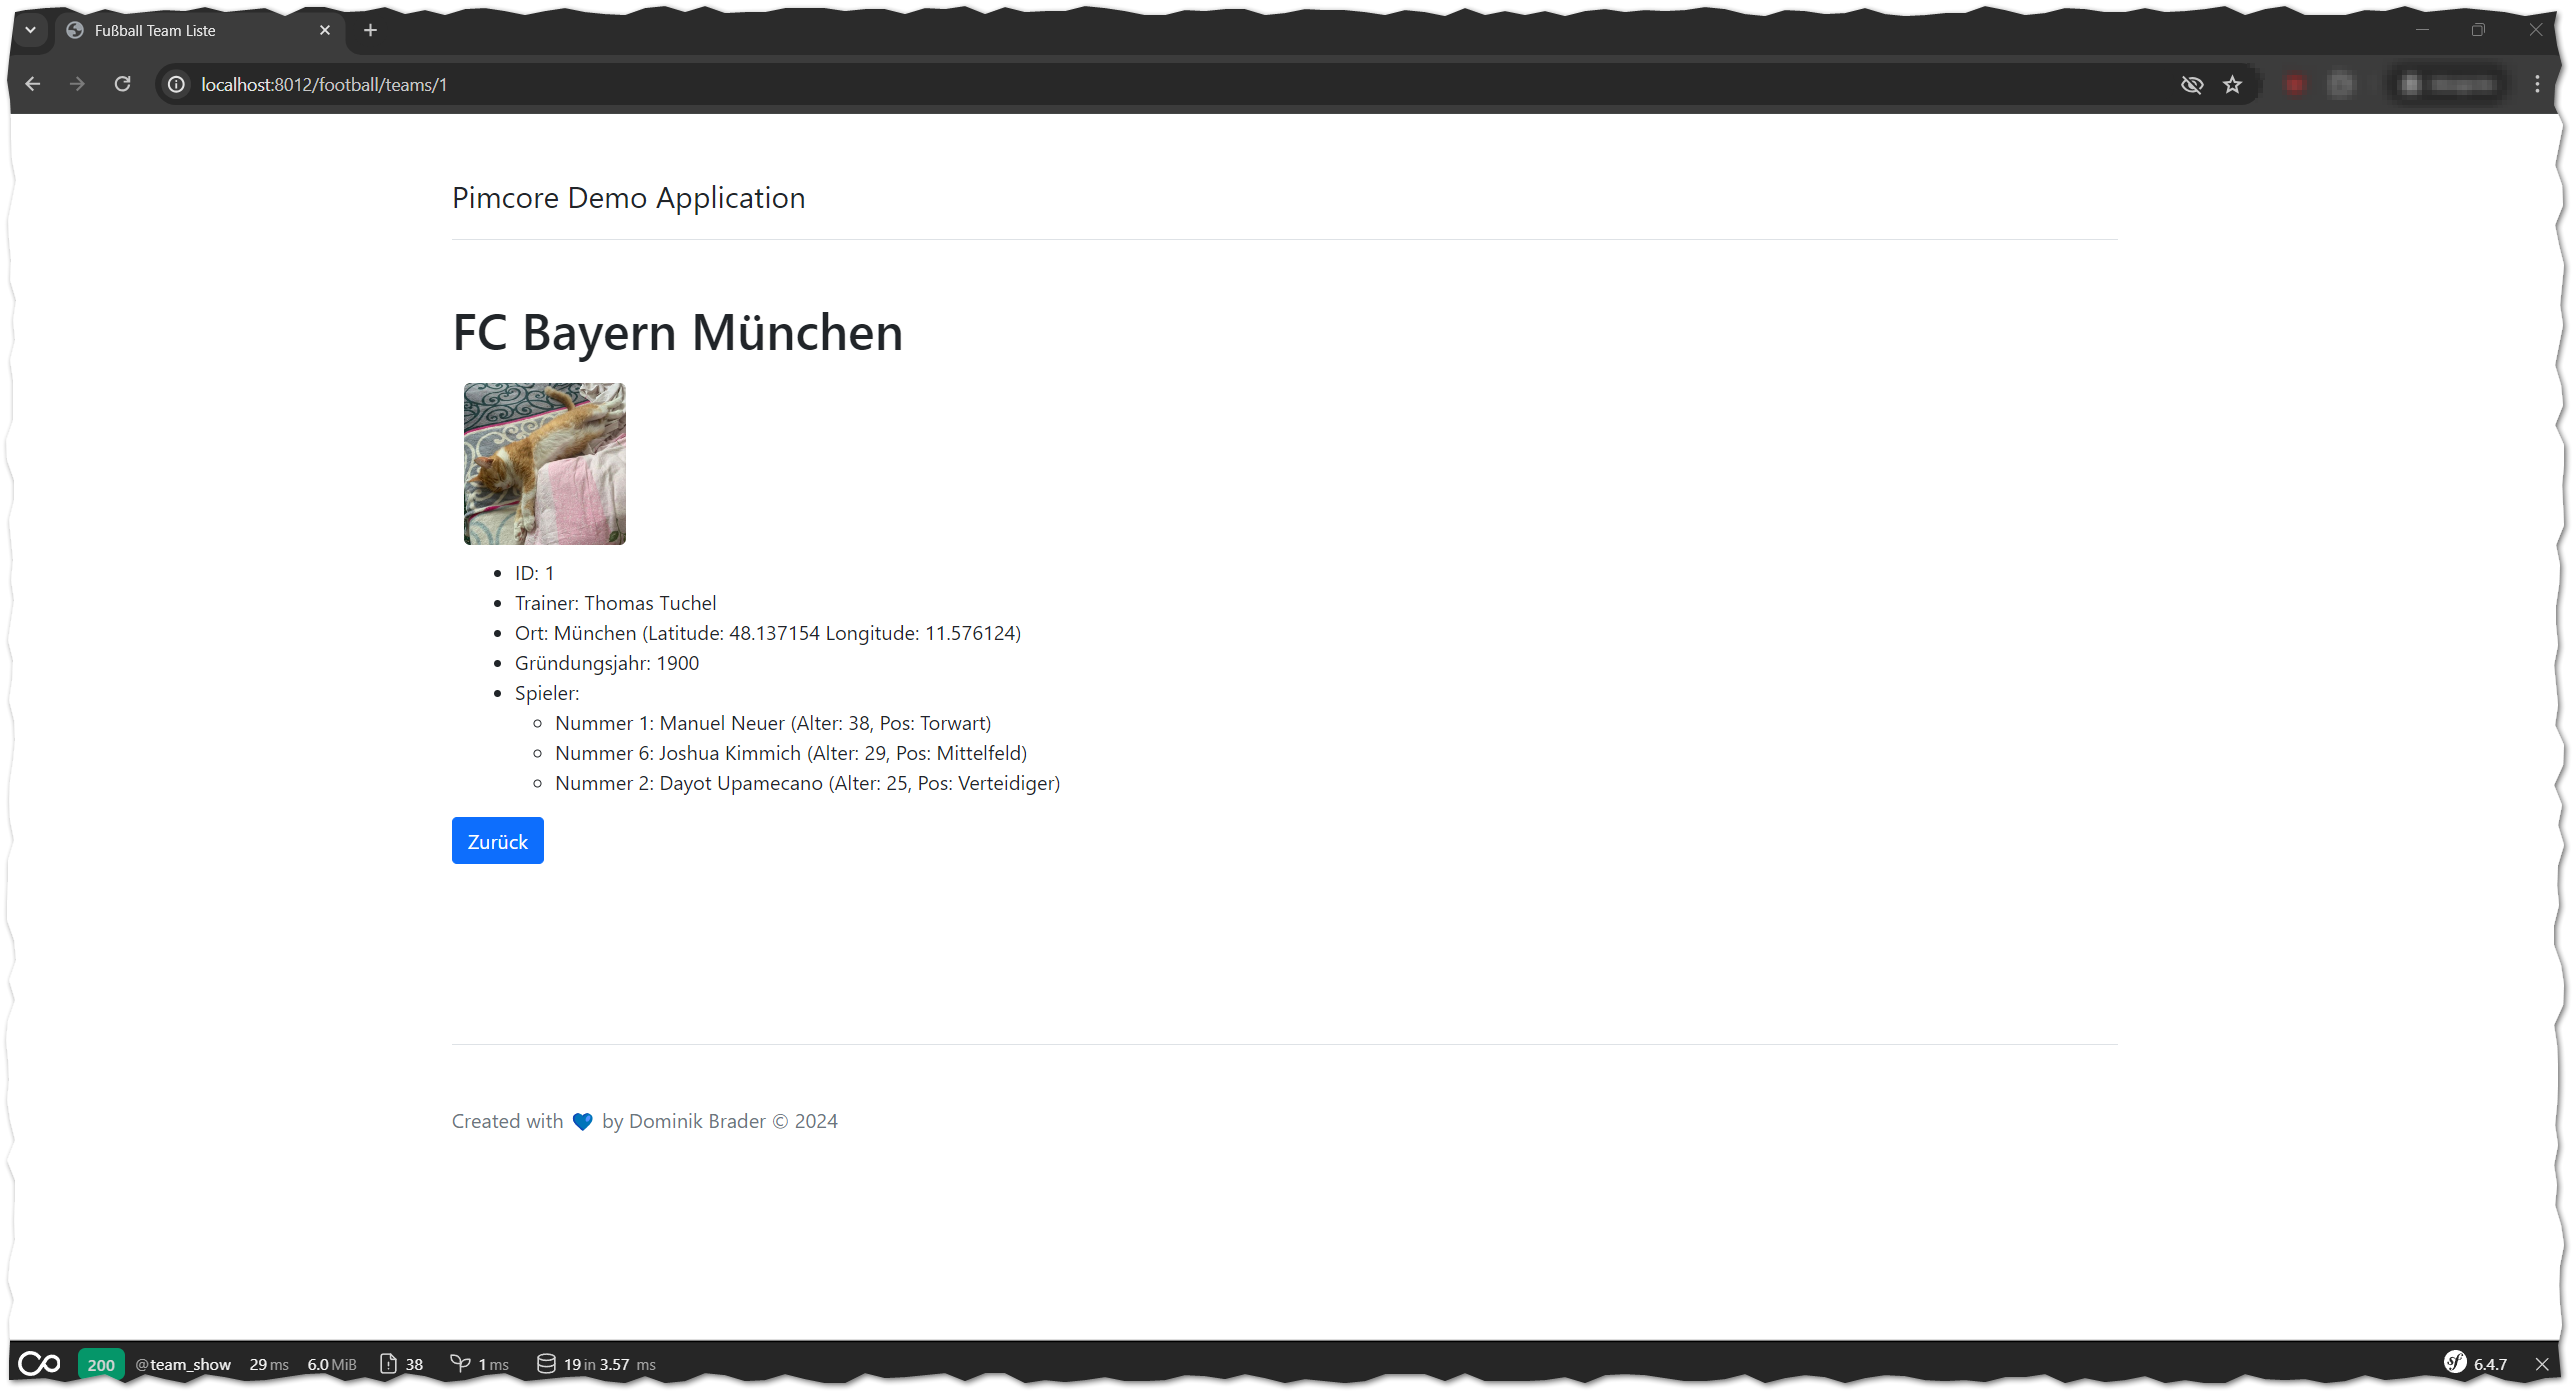 Fußball Team Liste
localhost:8012/football/teams/1
Pimcore Demo Application
FC Bayern München
ID: 1
Trainer: Thomas Tuchel
Ort: München (Latitude: 48.137154 Longitude: 11.576124)
Gründungsjahr: 1900
Spieler:
Nummer 1: Manuel Neuer (Alter: 38, Pos: Torwart)
Nummer 6: Joshua Kimmich (Alter: 29, Pos: Mittelfeld)
Nummer 2: Dayot Upamecano (Alter: 25, Pos: Verteidiger)
Zurück
Created with 💙 by Dominik Brader © 2024
200 @team_show 29 ms 6.0 MiB 38 1 ms 19 in 3.57 ms sf 6.4.7